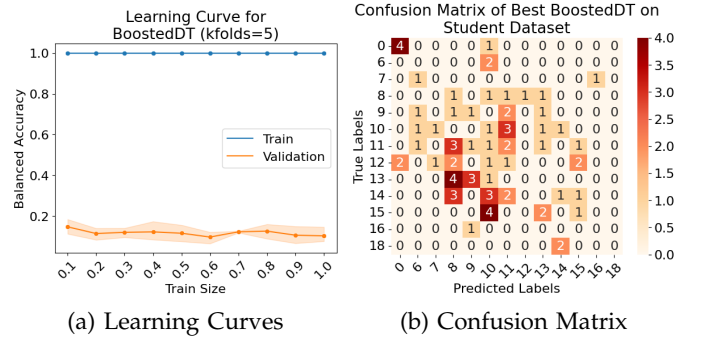 Learning Curve for
BoostedDT (kfolds=5)
Balanced Accuracy
1.0
0.8
0.6
0.4
0.2
Train
Validation
0.1 0.2 0.3 0.4 0.5 0.6 0.7 0.8 0.9 1.0
Train Size
(a) Learning Curves
Confusion Matrix of Best BoostedDT on
Student Dataset
True Labels
0 4 0 0 0 0 1 0 0 0 0 0 0 0
6 0 0 0 0 0 2 0 0 0 0 0 0 0
7 0 1 0 0 0 0 0 0 0 0 0 1 0
8 0 0 0 1 0 1 1 1 1 0 0 0 0
9 0 1 0 1 1 0 2 0 1 0 0 0 0
10 0 1 1 0 0 1 3 0 1 1 0 0 0
11 0 1 0 3 1 1 2 0 1 0 1 0 0
12 2 0 1 2 0 1 1 0 0 0 2 0 0
13 0 0 0 4 3 1 0 0 0 0 0 0 0
14 0 0 0 3 0 3 2 0 0 1 1 0 0
15 0 0 0 0 0 4 0 0 2 0 1 0 0
16 0 0 0 0 1 0 0 0 0 0 0 0 0
18 0 0 0 0 0 0 0 0 0 2 0 0 0
0 6 7 8 9 10 11 12 13 14 15 16 18
Predicted Labels
4.0
3.5
3.0
2.5
2.0
1.5
1.0
0.5
0.0
(b) Confusion Matrix